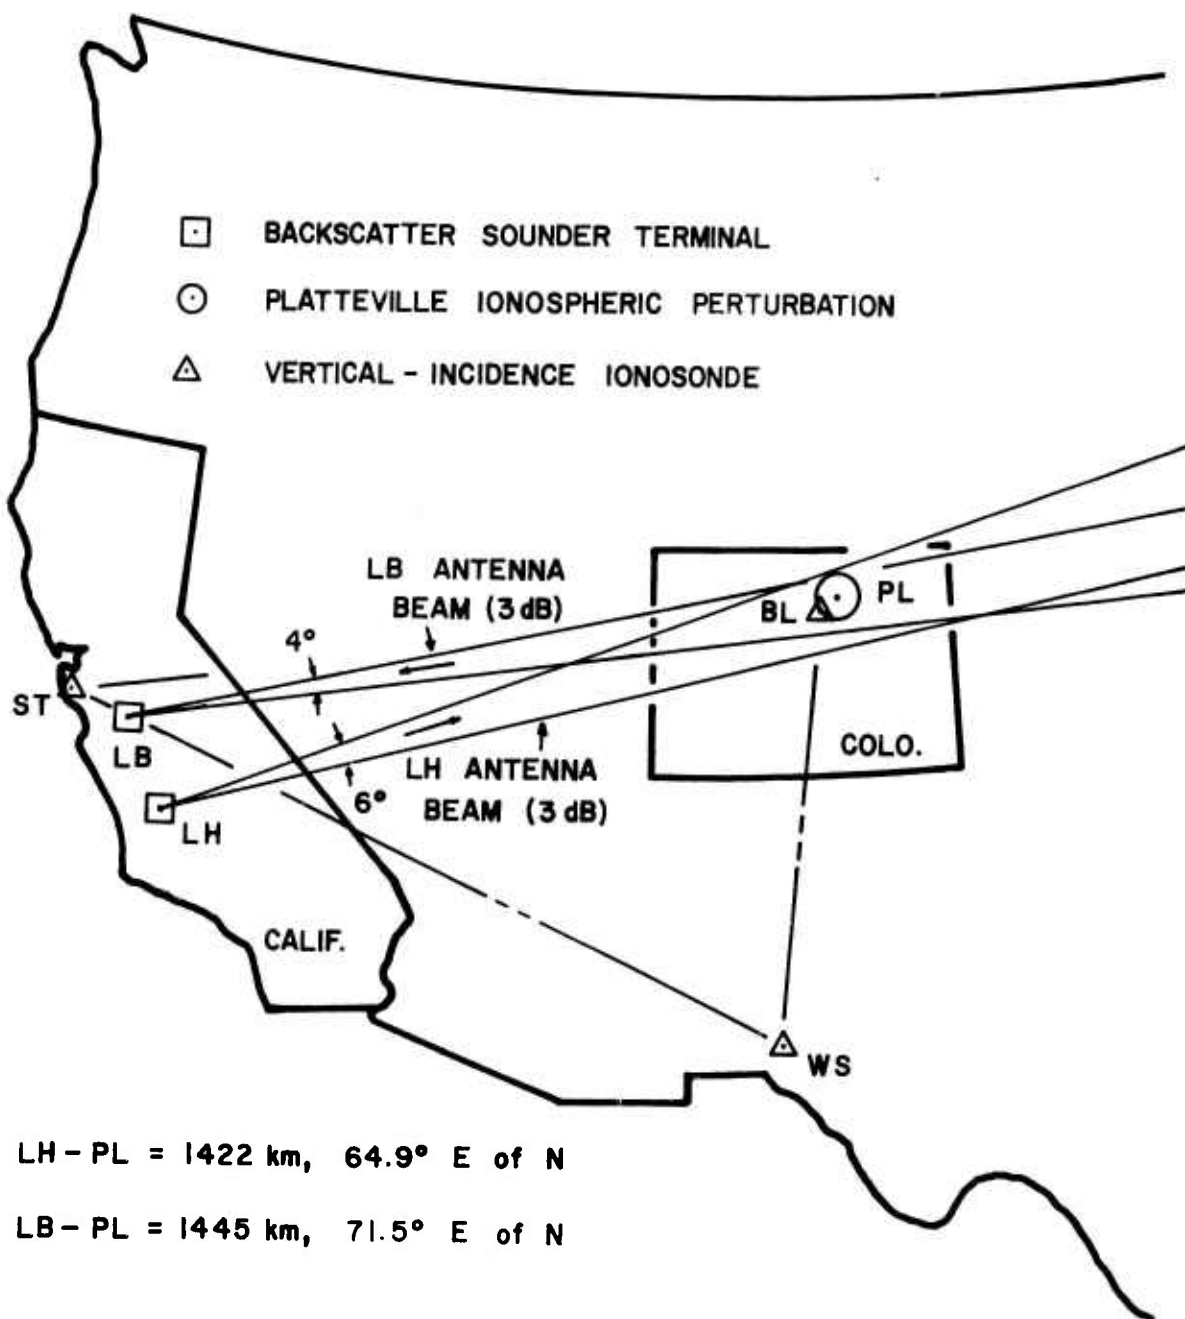 BACKSCATTER SOUNDER TERMINAL
PLATTEVILLE IONOSPHERIC PERTURBATION
VERTICAL - INCIDENCE IONOSONDE
LB ANTENNA
BEAM (3 dB)
4°
BL
PL
ST
LB
COLO.
LH ANTENNA
BEAM (3 dB)
6°
LH
CALIF.
WS
LH - PL = 1422 km, 64.9° E of N
LB - PL = 1445 km, 71.5° E of N